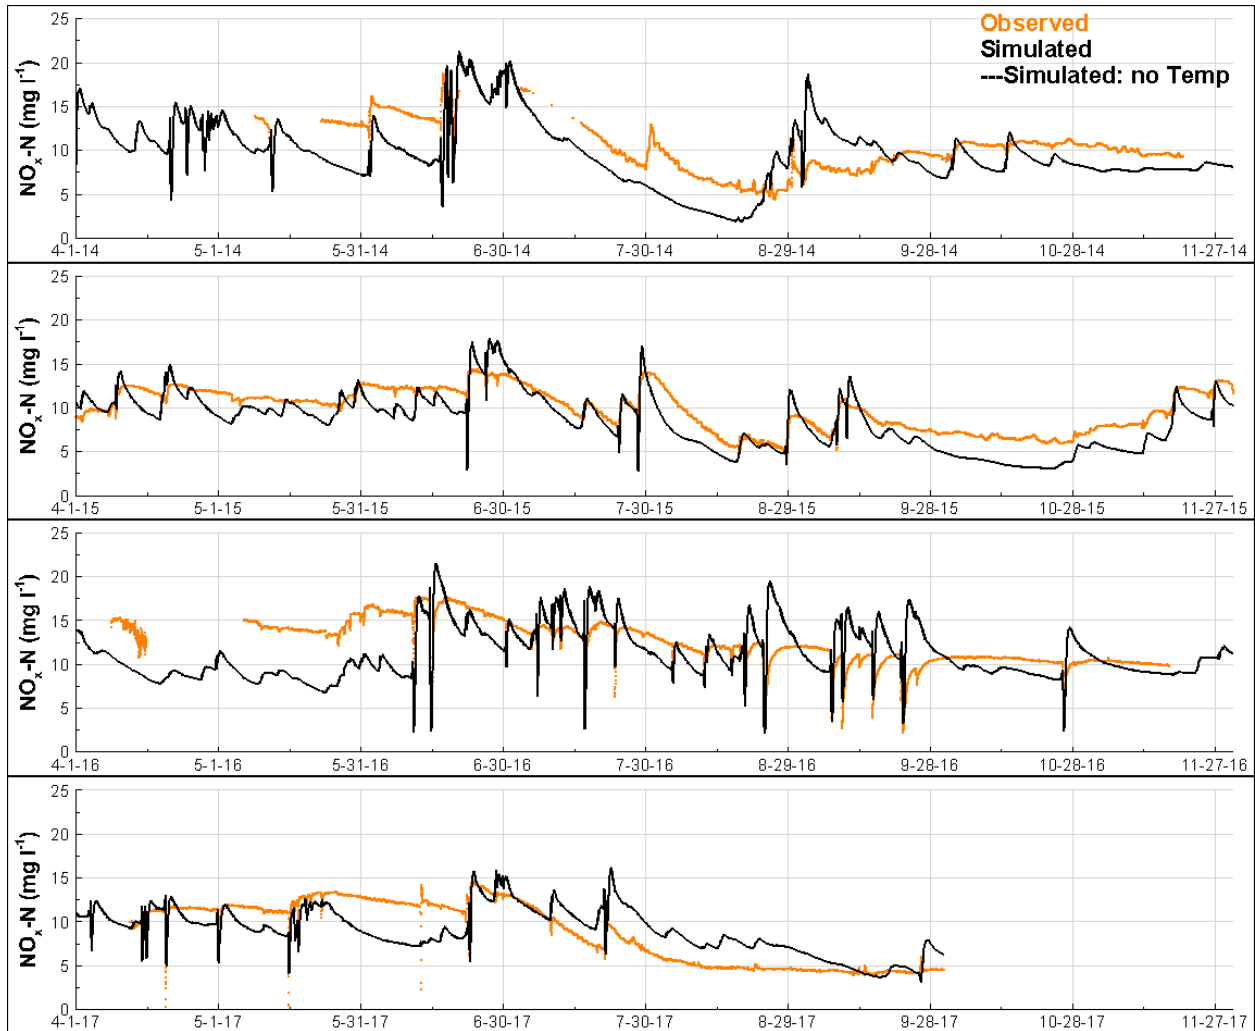 25
Observed
Simulated
---Simulated: no Temp
20
15
10
5
0
NOx-N (mg l-1)
4-1-14 5-1-14 5-31-14 6-30-14 7-30-14 8-29-14 9-28-14 10-28-14 11-27-14
25
20
15
10
5
0
NOx-N (mg l-1)
4-1-15 5-1-15 5-31-15 6-30-15 7-30-15 8-29-15 9-28-15 10-28-15 11-27-15
25
20
15
10
5
0
NOx-N (mg l-1)
4-1-16 5-1-16 5-31-16 6-30-16 7-30-16 8-29-16 9-28-16 10-28-16 11-27-16
25
20
15
10
5
0
NOx-N (mg l-1)
4-1-17 5-1-17 5-31-17 6-30-17 7-30-17 8-29-17 9-28-17 10-28-17 11-27-17